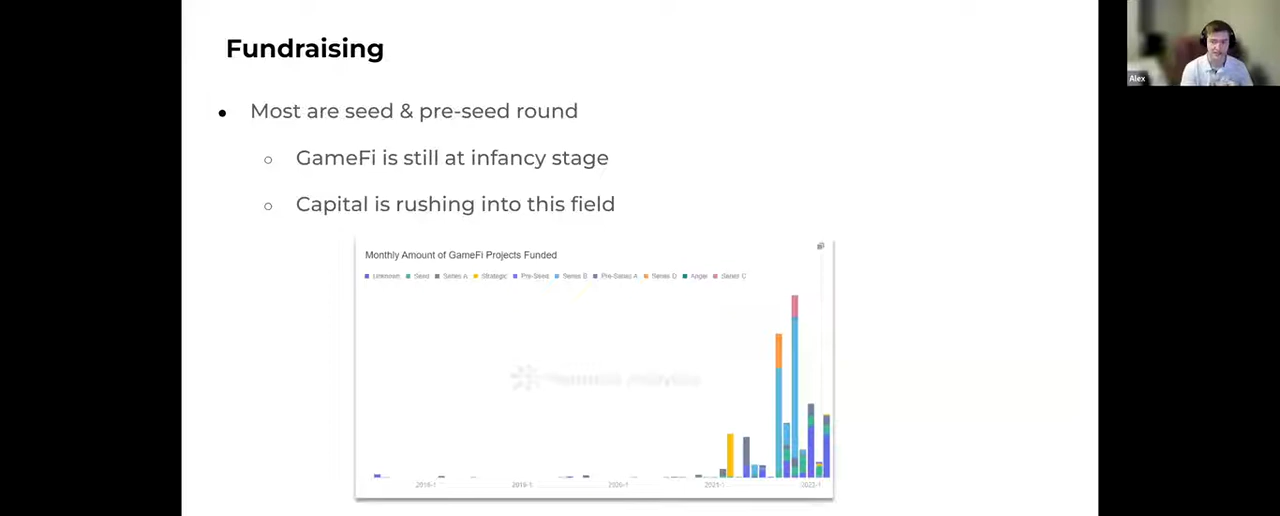 Fundraising
Alex
● Most are seed & pre-seed round
○ GameFi is still at infancy stage
○ Capital is rushing into this field
Monthly Amount of GameFi Projects Funded
Unknown Seed Series A Strategic Pre-Seed Series B Pre-Series A Series D Angel Series C
2018-1 2019-1 2020-1 2021-1 2022-1